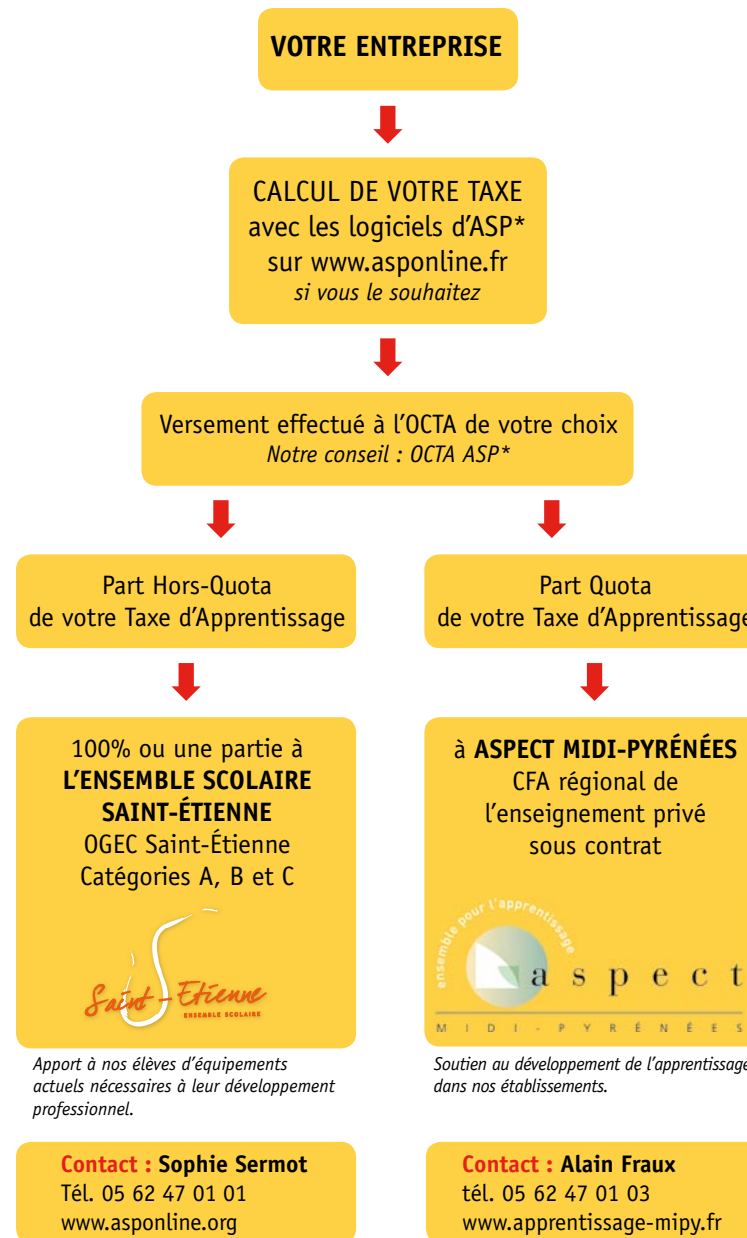 VOTRE ENTREPRISE
CALCUL DE VOTRE TAXE
avec les logiciels d'ASP*
sur www.asponline.fr
si vous le souhaitez
Versement effectué à l'OCTA de votre choix
Notre conseil : OCTA ASP*
Part Hors-Quota
de votre Taxe d'Apprentissage
Part Quota
de votre Taxe d'Apprentissage
100% ou une partie à
L'ENSEMBLE SCOLAIRE
SAINT-ÉTIENNE
OGEC Saint-Étienne
Catégories A, B et C
Saint-Etienne
ENSEMBLE SCOLAIRE
Apport à nos élèves d'équipements
actuels nécessaires à leur développement
professionnel.
Contact : Sophie Sermot
Tél. 05 62 47 01 01
www.asponline.org
à ASPECT MIDI-PYRÉNÉES
CFA régional de
l'enseignement privé
sous contrat
ensemble pour l'apprentissage
aspect
MIDI-PYRÉNÉES
Soutien au développement de l'apprentissage
dans nos établissements.
Contact : Alain Fraux
tél. 05 62 47 01 03
www.apprentissage-mipy.fr